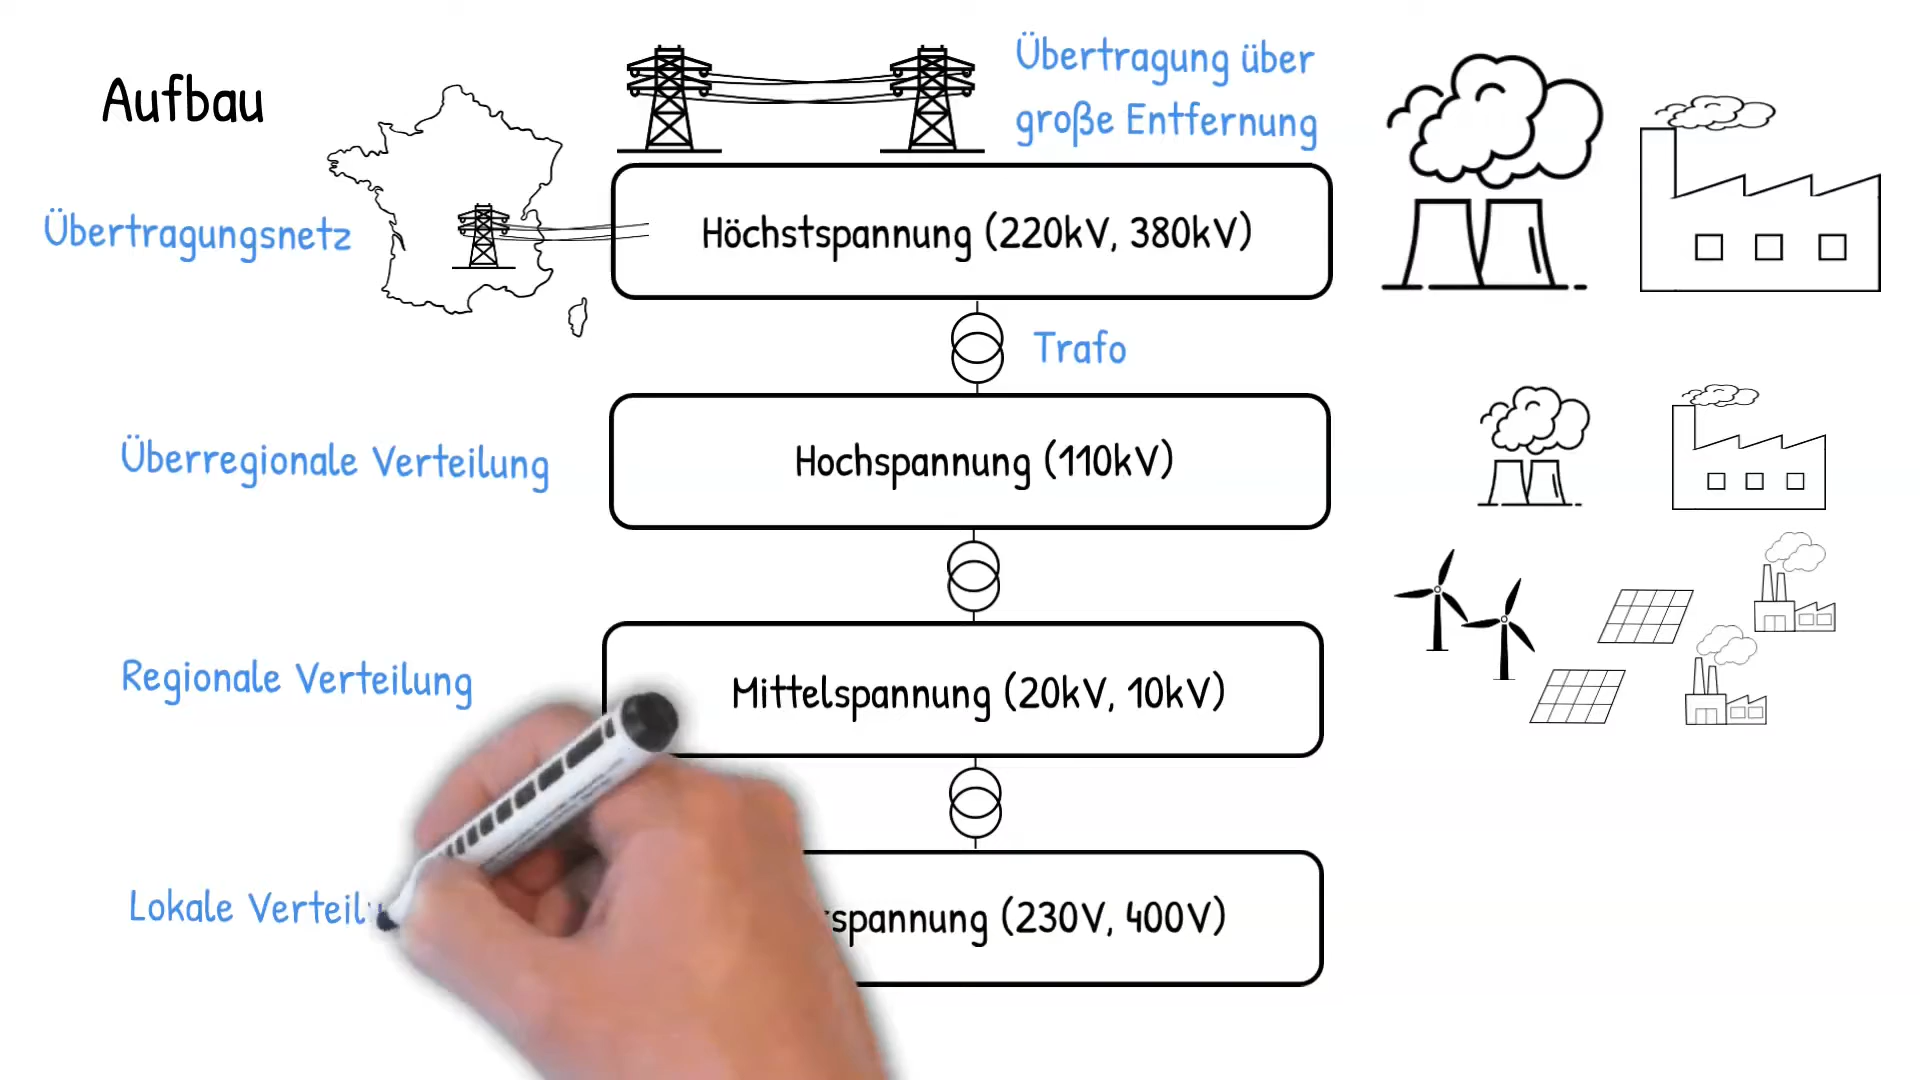 Aufbau
Übertragung über
große Entfernung
Übertragungsnetz
Höchstspannung (220kV, 380kV)
Trafo
Überregionale Verteilung
Hochspannung (110kV)
Regionale Verteilung
Mittelspannung (20kV, 10kV)
Lokale Verteil
spannung (230V, 400V)